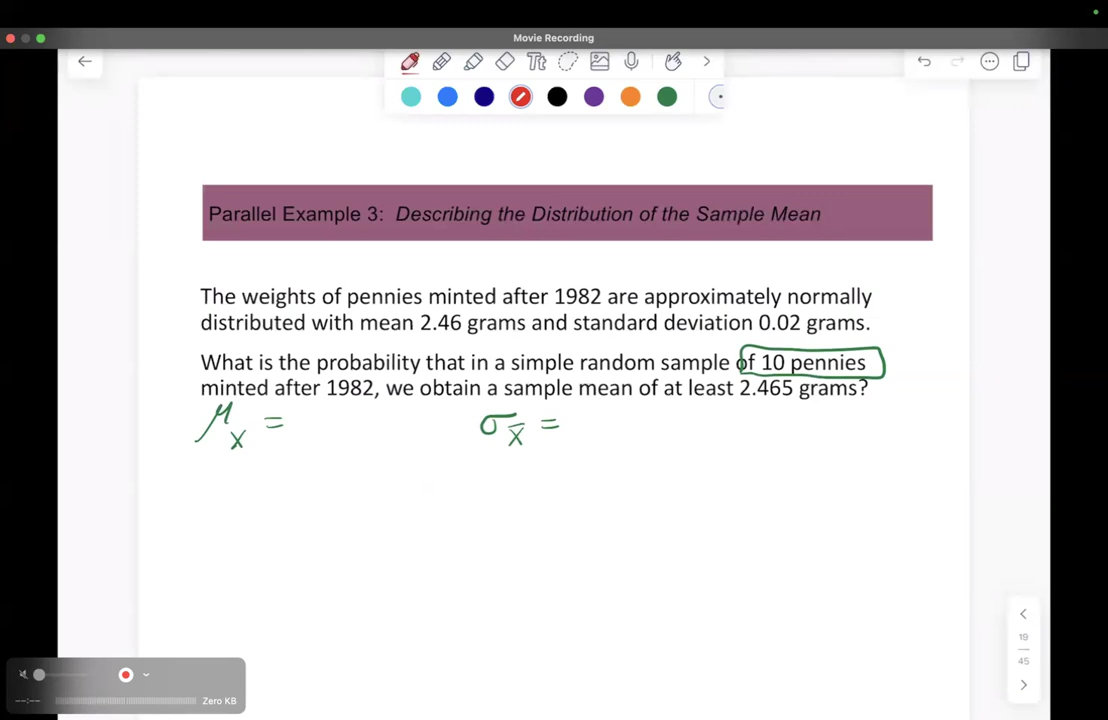 Movie Recording
Tt
Parallel Example 3: Describing the Distribution of the Sample Mean
The weights of pennies minted after 1982 are approximately normally
distributed with mean 2.46 grams and standard deviation 0.02 grams.
What is the probability that in a simple random sample of 10 pennies
minted after 1982, we obtain a sample mean of at least 2.465 grams?
μx = σx̄ =
19
45
--:-- Zero KB